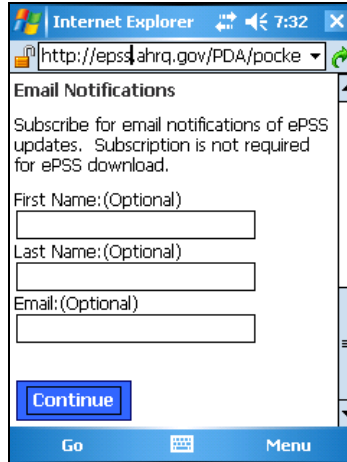 Internet Explorer 7:32
http://epss.ahrq.gov/PDA/pocke
Email Notifications
Subscribe for email notifications of ePSS
updates. Subscription is not required
for ePSS download.
First Name:(Optional)
Last Name:(Optional)
Email:(Optional)
Continue
Go Menu